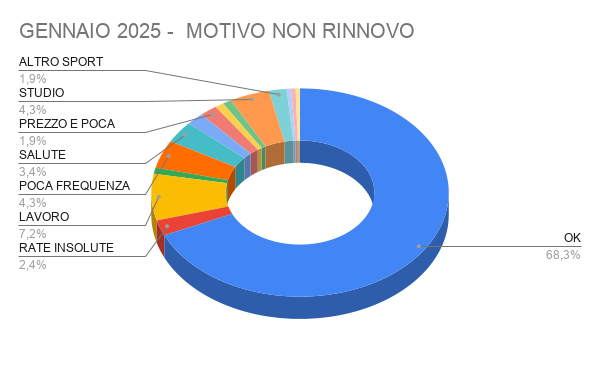 GENNAIO 2025 - MOTIVO NON RINNOVO
ALTRO SPORT
1,9%
STUDIO
4,3%
PREZZO E POCA
1,9%
SALUTE
3,4%
POCA FREQUENZA
4,3%
LAVORO
7,2%
RATE INSOLUTE
2,4%
OK
68,3%